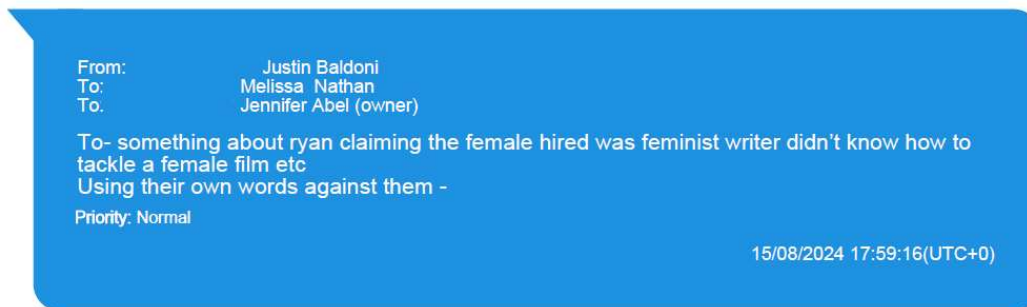 From: Justin Baldoni
To: Melissa Nathan
To. Jennifer Abel (owner)
To- something about ryan claiming the female hired was feminist writer didn’t know how to
tackle a female film etc
Using their own words against them -
Priority: Normal
15/08/2024 17:59:16(UTC+0)